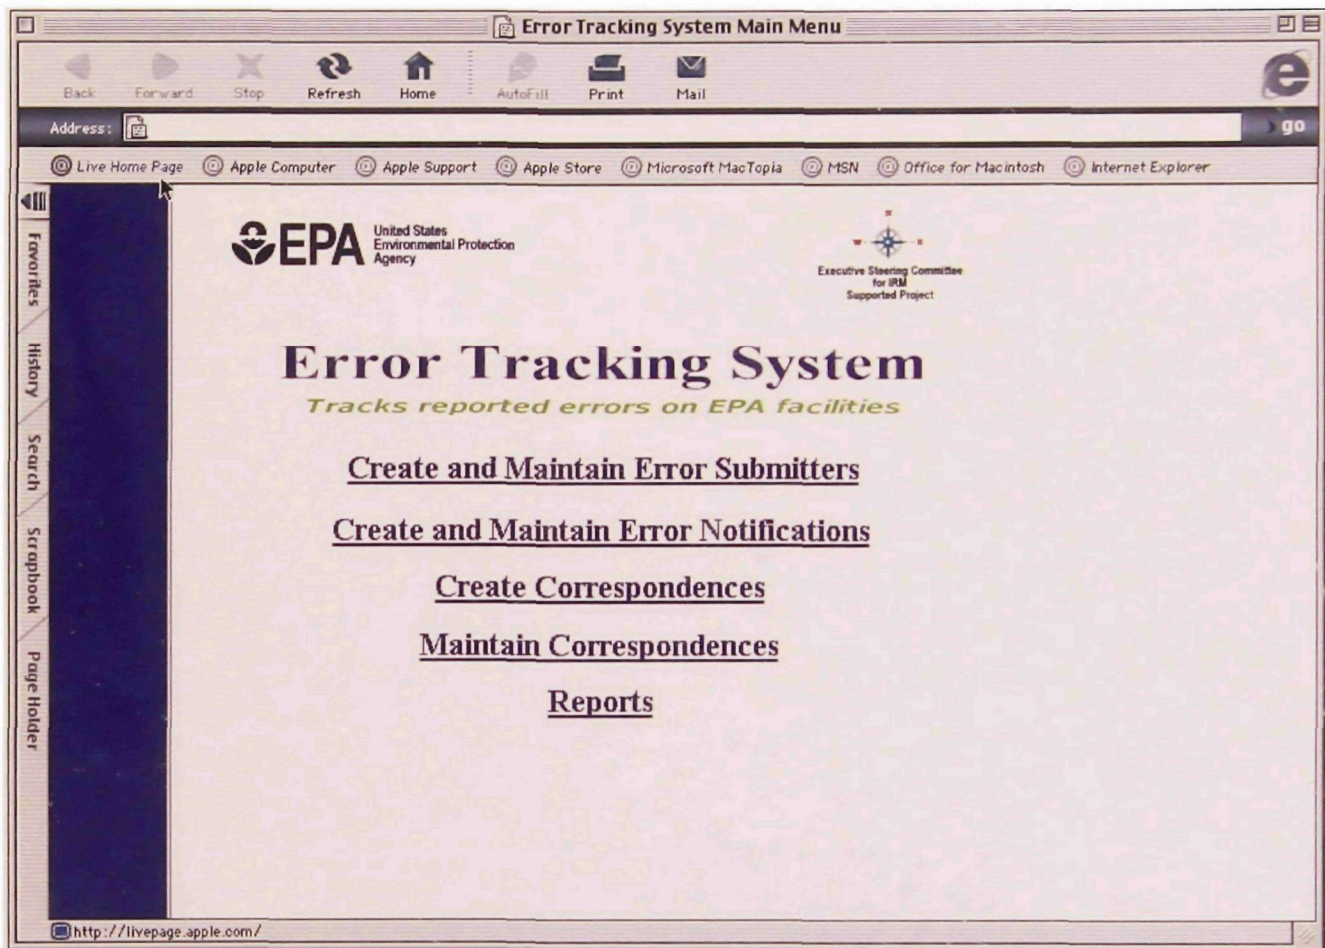 Error Tracking System Main Menu
Back Forward Stop Refresh Home AutoFill Print Mail
Address: go
Live Home Page Apple Computer Apple Support Apple Store Microsoft MacTopia MSN Office for Macintosh Internet Explorer
Favorites
History
Search
Scrapbook
Page Holder
EPA
United States
Environmental Protection
Agency
N
W E
Executive Steering Committee
for IRM
Supported Project
Error Tracking System
Tracks reported errors on EPA facilities
Create and Maintain Error Submitters
Create and Maintain Error Notifications
Create Correspondences
Maintain Correspondences
Reports
http://livepage.apple.com/